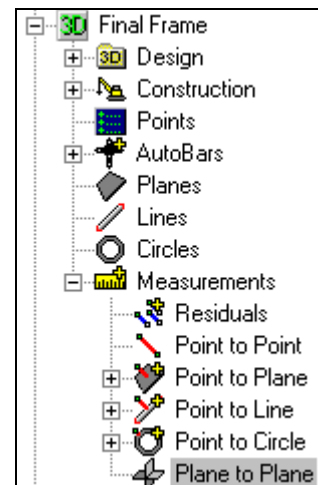 3D Final Frame
3D Design
Construction
Points
AutoBars
Planes
Lines
Circles
Measurements
Residuals
Point to Point
Point to Plane
Point to Line
Point to Circle
Plane to Plane